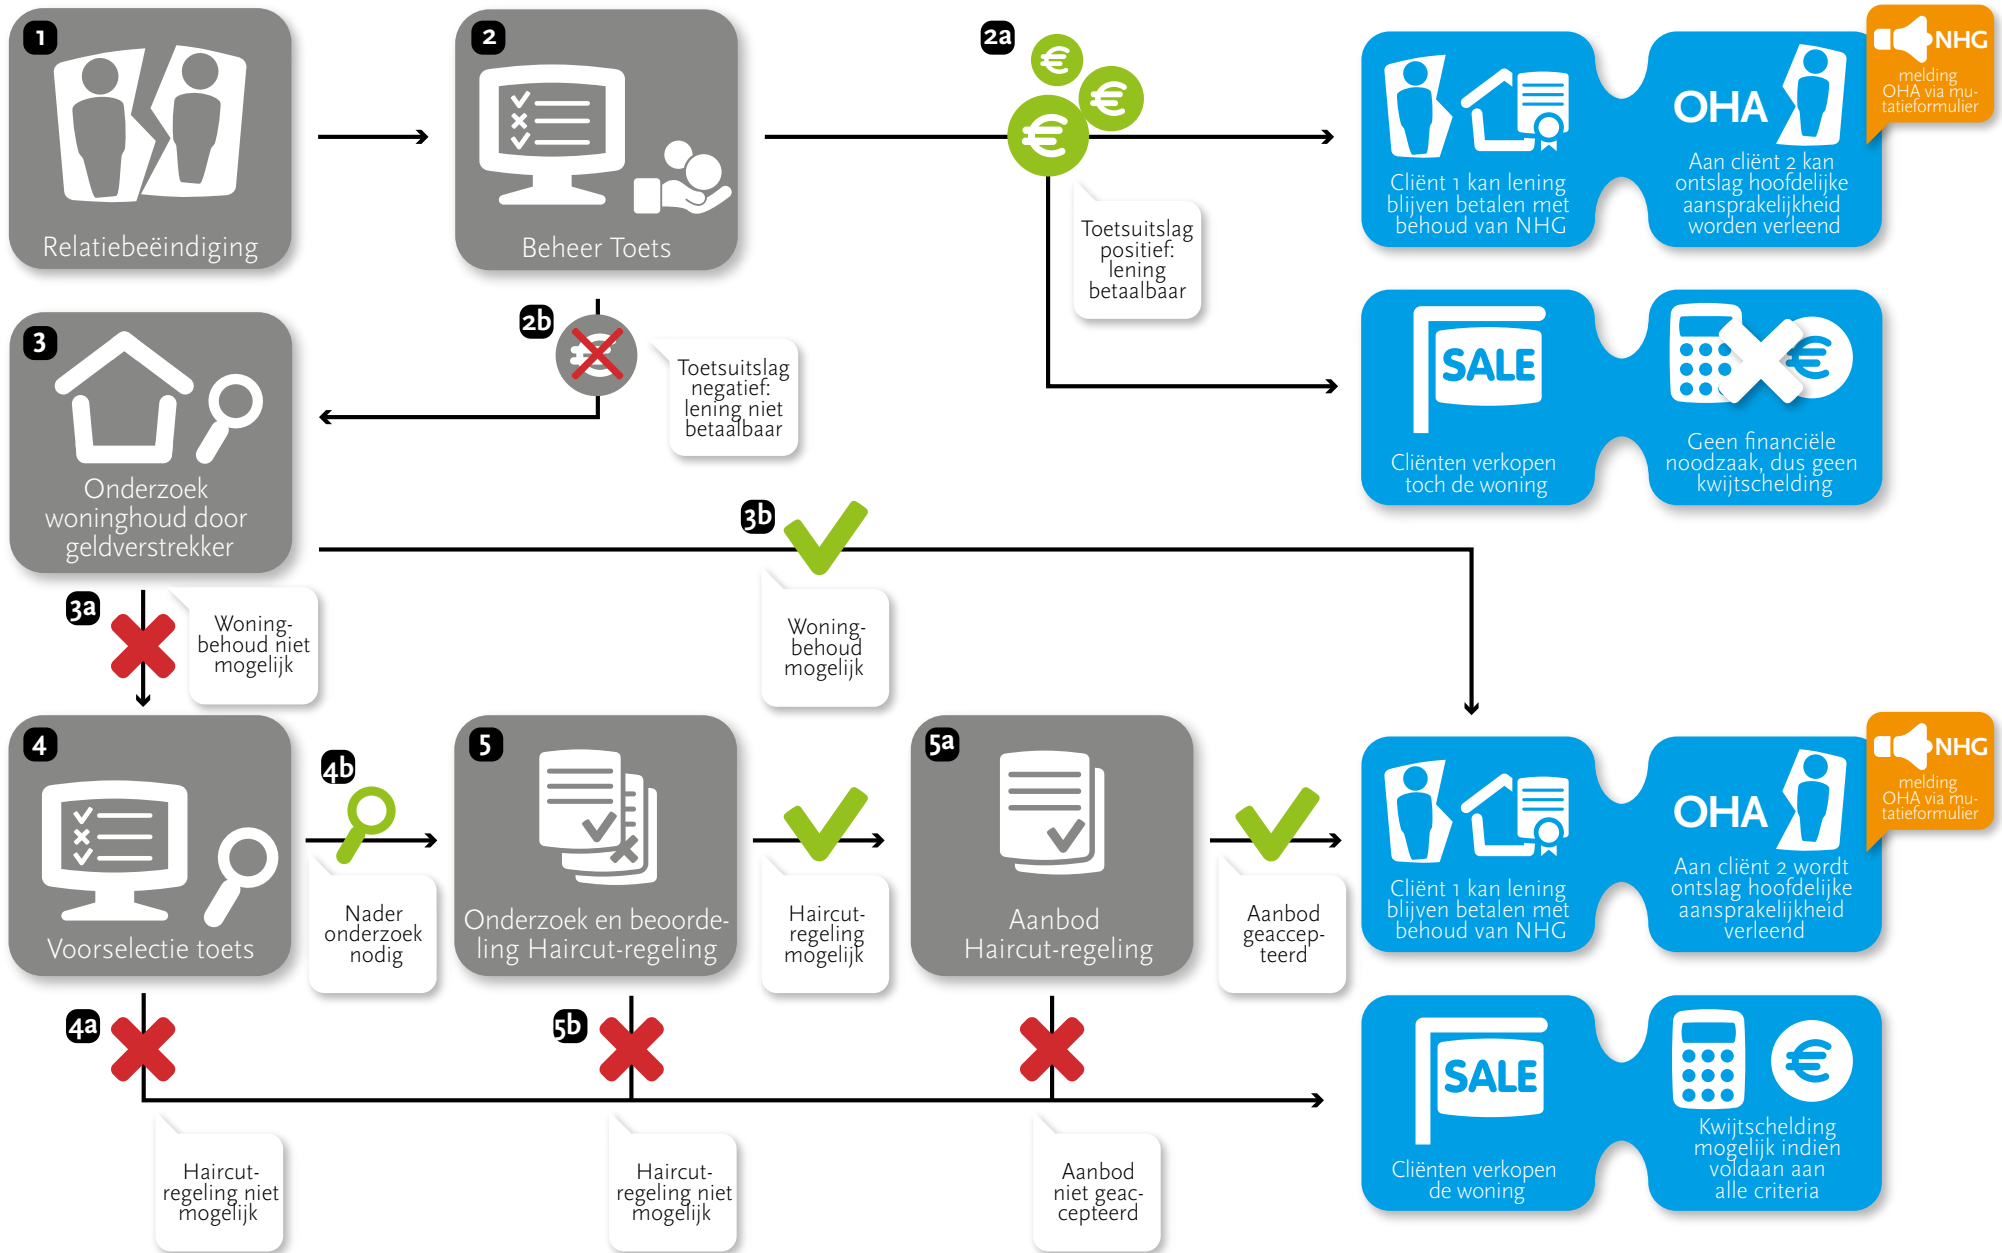 1
Relatiebeëindiging
2
Beheer Toets
2a
€
€
€
Toetsuitslag
positief:
lening
betaalbaar
Cliënt 1 kan lening
blijven betalen met
behoud van NHG
OHA
Aan cliënt 2 kan
ontslag hoofdelijke
aansprakelijkheid
worden verleend
NHG
melding
OHA via mu-
tatieformulier
2b
€
Toetsuitslag
negatief:
lening niet
betaalbaar
SALE
Cliënten verkopen
toch de woning
€
Geen financiële
noodzaak, dus geen
kwijtschelding
3
Onderzoek
woninghoud door
geldverstrekker
3a
Woning-
behoud niet
mogelijk
3b
Woning-
behoud
mogelijk
4
Voorselectie toets
4b
Nader
onderzoek
nodig
5
Onderzoek en beoorde-
ling Haircut-regeling
Haircut-
regeling
mogelijk
5a
Aanbod
Haircut-regeling
Aanbod
geaccep-
teerd
Cliënt 1 kan lening
blijven betalen met
behoud van NHG
OHA
Aan cliënt 2 wordt
ontslag hoofdelijke
aansprakelijkheid
verleend
NHG
melding
OHA via mu-
tatieformulier
4a
Haircut-
regeling niet
mogelijk
5b
Haircut-
regeling niet
mogelijk
Aanbod
niet geac-
cepteerd
SALE
Cliënten verkopen
de woning
€
Kwijtschelding
mogelijk indien
voldaan aan
alle criteria